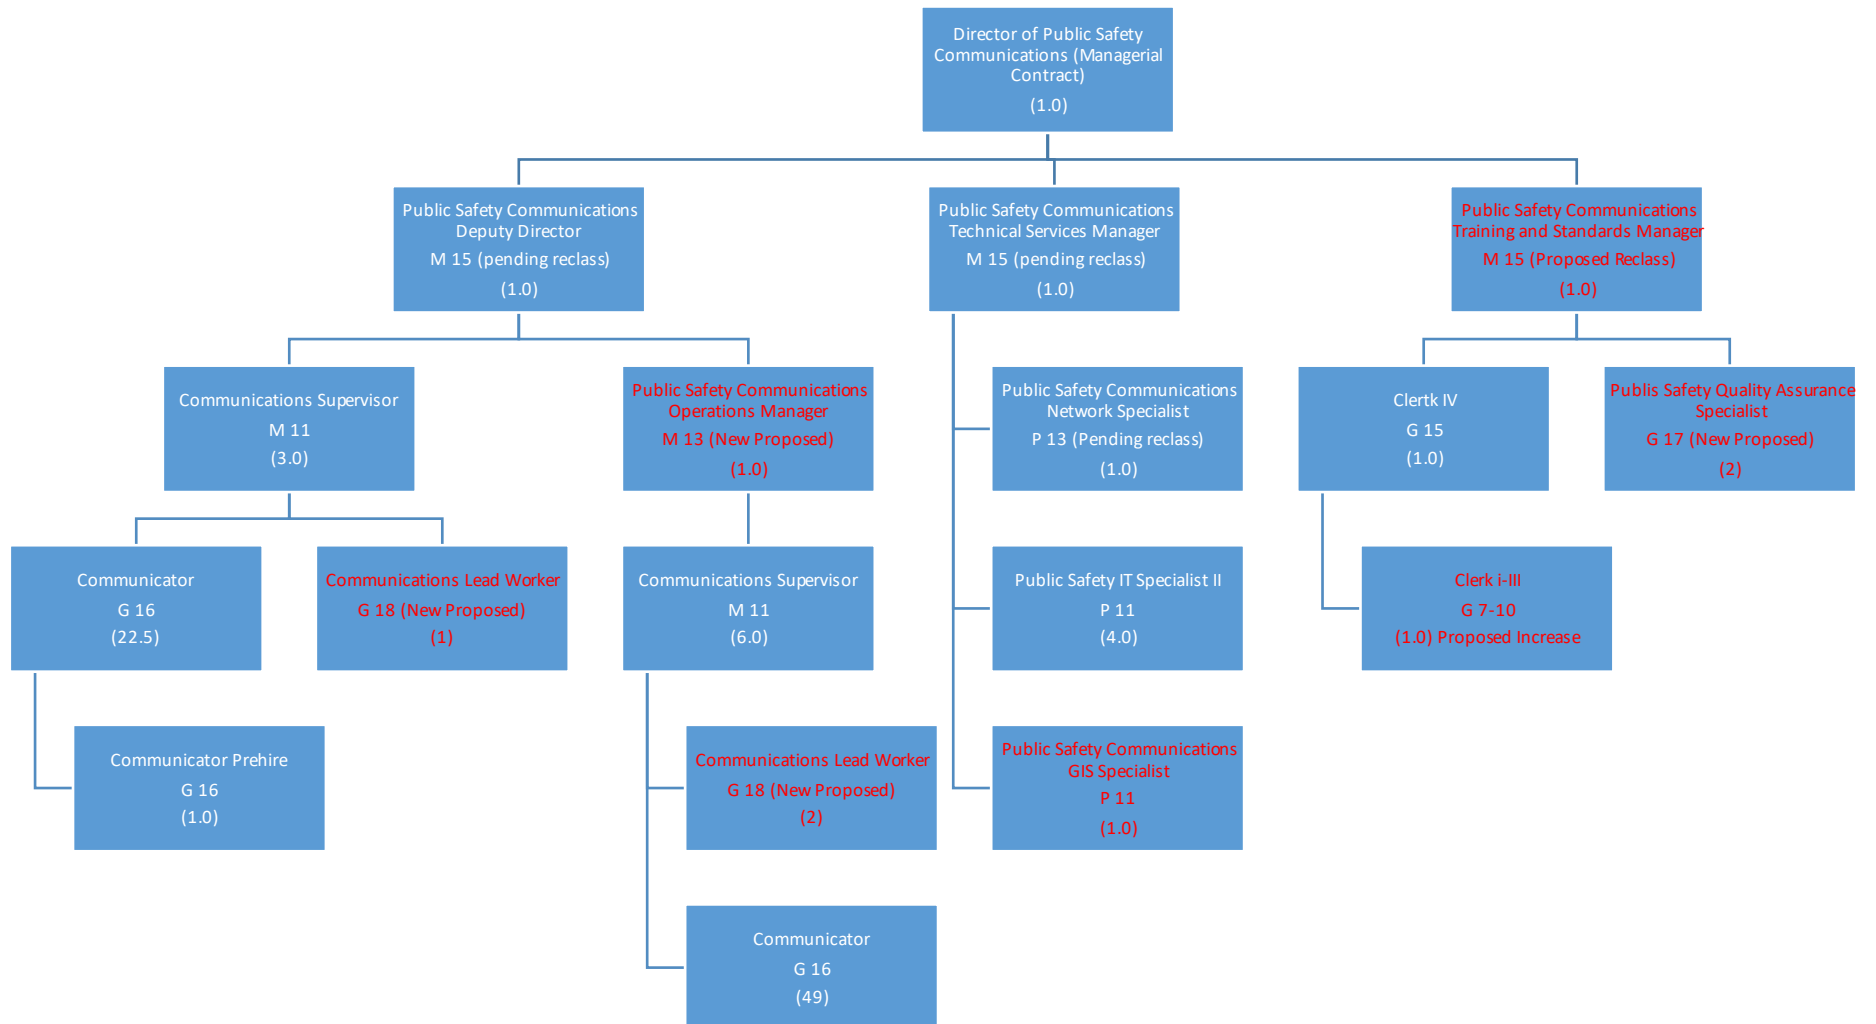 Director of Public Safety
Communications (Managerial
Contract)
(1.0)
Public Safety Communications
Deputy Director
M 15 (pending reclass)
(1.0)
Public Safety Communications
Technical Services Manager
M 15 (pending reclass)
(1.0)
Public Safety Communications
Training and Standards Manager
M 15 (Proposed Reclass)
(1.0)
Communications Supervisor
M 11
(3.0)
Public Safety Communications
Operations Manager
M 13 (New Proposed)
(1.0)
Public Safety Communications
Network Specialist
P 13 (Pending reclass)
(1.0)
Clertk IV
G 15
(1.0)
Publis Safety Quality Assurance
Specialist
G 17 (New Proposed)
(2)
Communicator
G 16
(22.5)
Communications Lead Worker
G 18 (New Proposed)
(1)
Communications Supervisor
M 11
(6.0)
Public Safety IT Specialist II
P 11
(4.0)
Clerk i-III
G 7-10
(1.0) Proposed Increase
Communicator Prehire
G 16
(1.0)
Communications Lead Worker
G 18 (New Proposed)
(2)
Public Safety Communications
GIS Specialist
P 11
(1.0)
Communicator
G 16
(49)